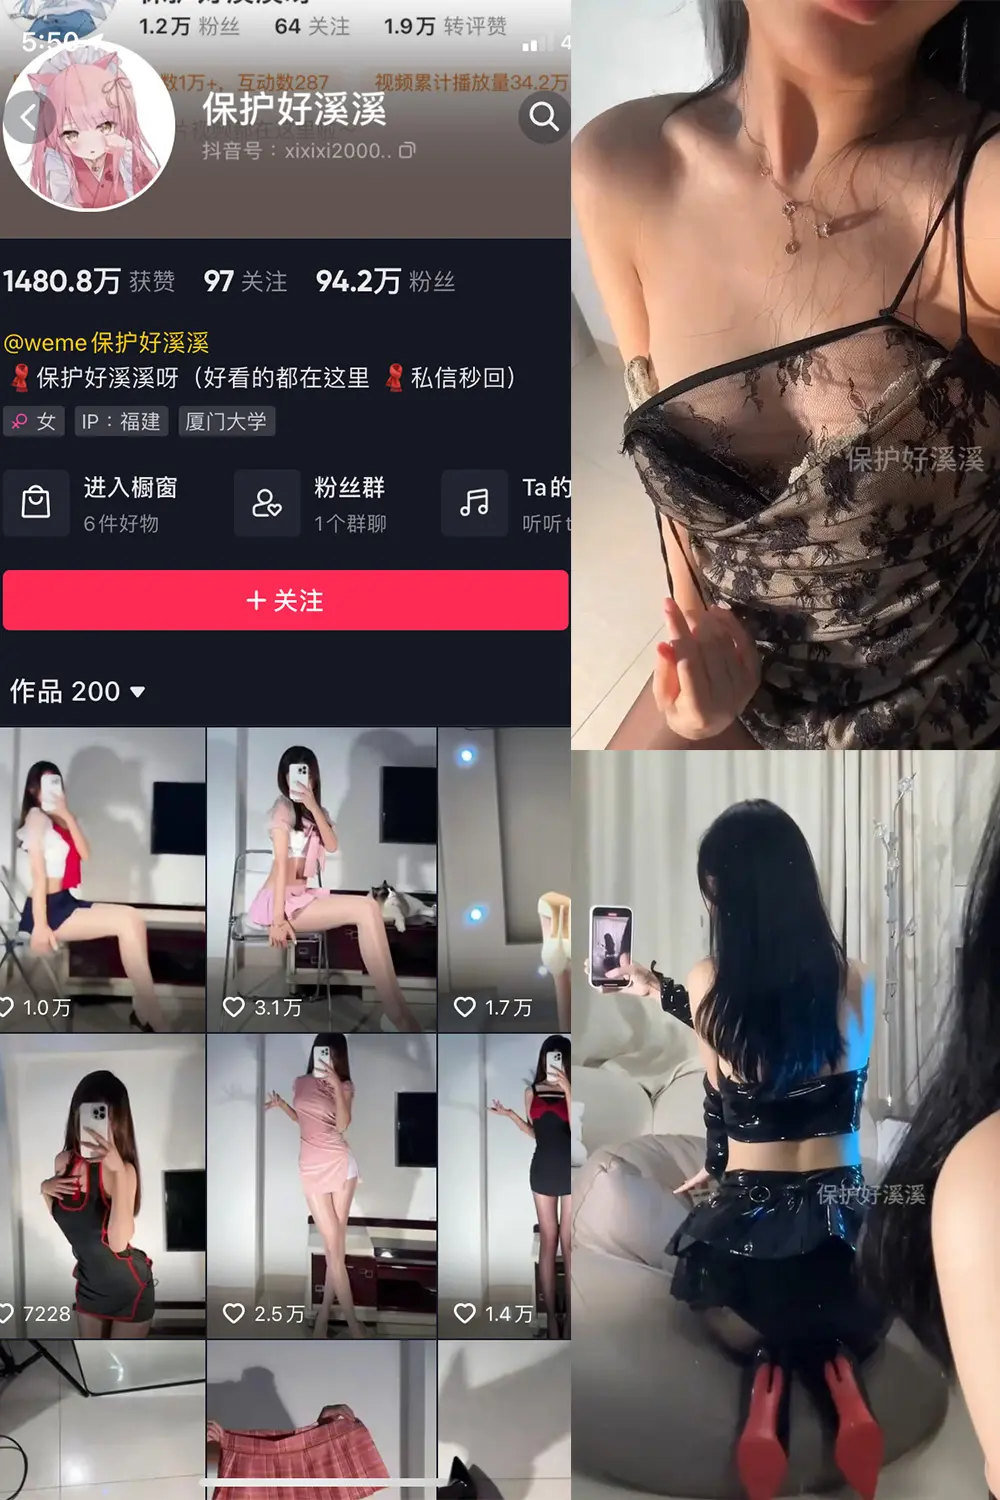 1.2万 粉丝 64 关注 1.9万 转评赞
5:50
数1万+，互动数287 视频累计播放量34.2万
保护好溪溪
抖音号：xixixi2000..
1480.8万 获赞 97 关注 94.2万 粉丝
@weme保护好溪溪
保护好溪溪呀（好看的都在这里 私信秒回）
女 IP：福建 厦门大学
进入橱窗
6件好物
粉丝群
1个群聊
Ta的
听听t
+ 关注
作品 200
1.0万
3.1万
1.7万
7228
2.5万
1.4万
保护好溪溪
保护好溪溪